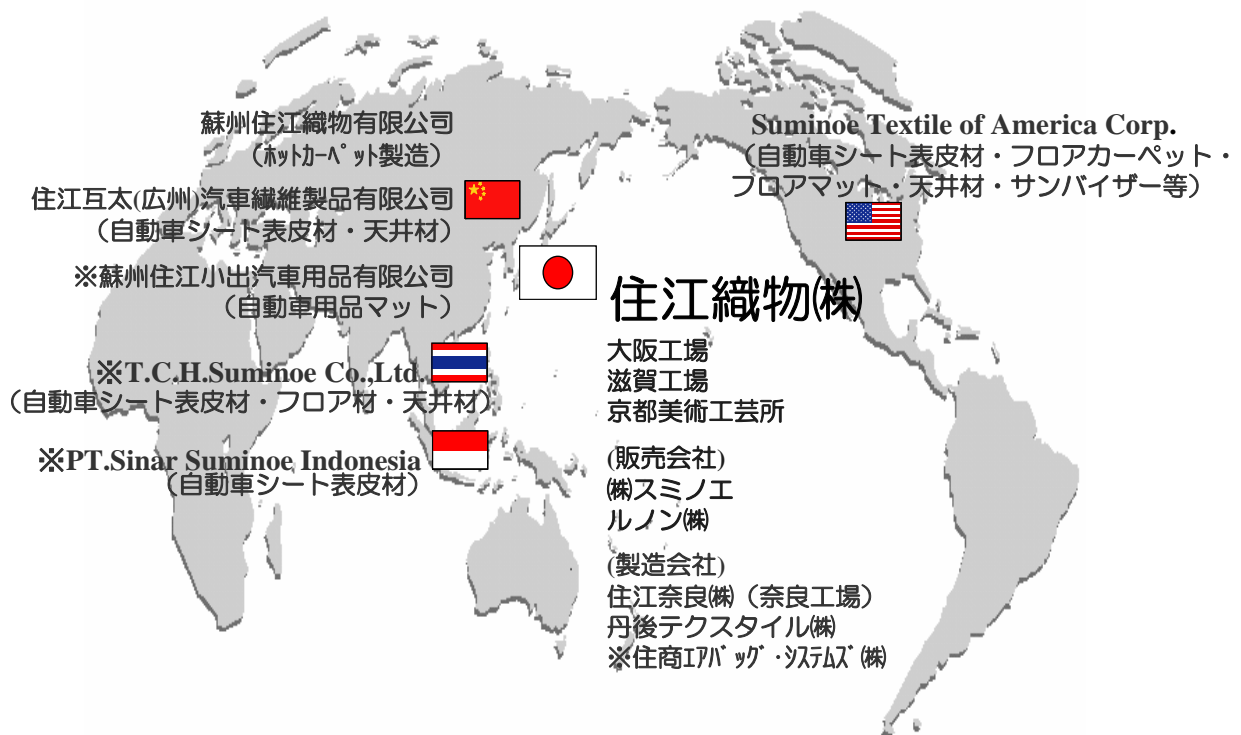 蘇州住江織物有限公司
（ﾎｯﾄｶｰﾍﾟｯﾄ製造）
住江互太(広州)汽車繊維製品有限公司
（自動車シート表皮材・天井材）
※蘇州住江小出汽車用品有限公司
（自動車用品マット）
※T.C.H.Suminoe Co.,Ltd.
（自動車シート表皮材・フロア材・天井材）
※PT.Sinar Suminoe Indonesia
（自動車シート表皮材）
Suminoe Textile of America Corp.
（自動車シート表皮材・フロアカーペット・
フロアマット・天井材・サンバイザー等）
住江織物㈱
大阪工場
滋賀工場
京都美術工芸所
(販売会社)
㈱スミノエ
ルノン㈱
(製造会社)
住江奈良㈱（奈良工場）
丹後テクスタイル㈱
※住商ｴｱﾊﾞｯｸﾞ･ｼｽﾃﾑｽﾞ㈱